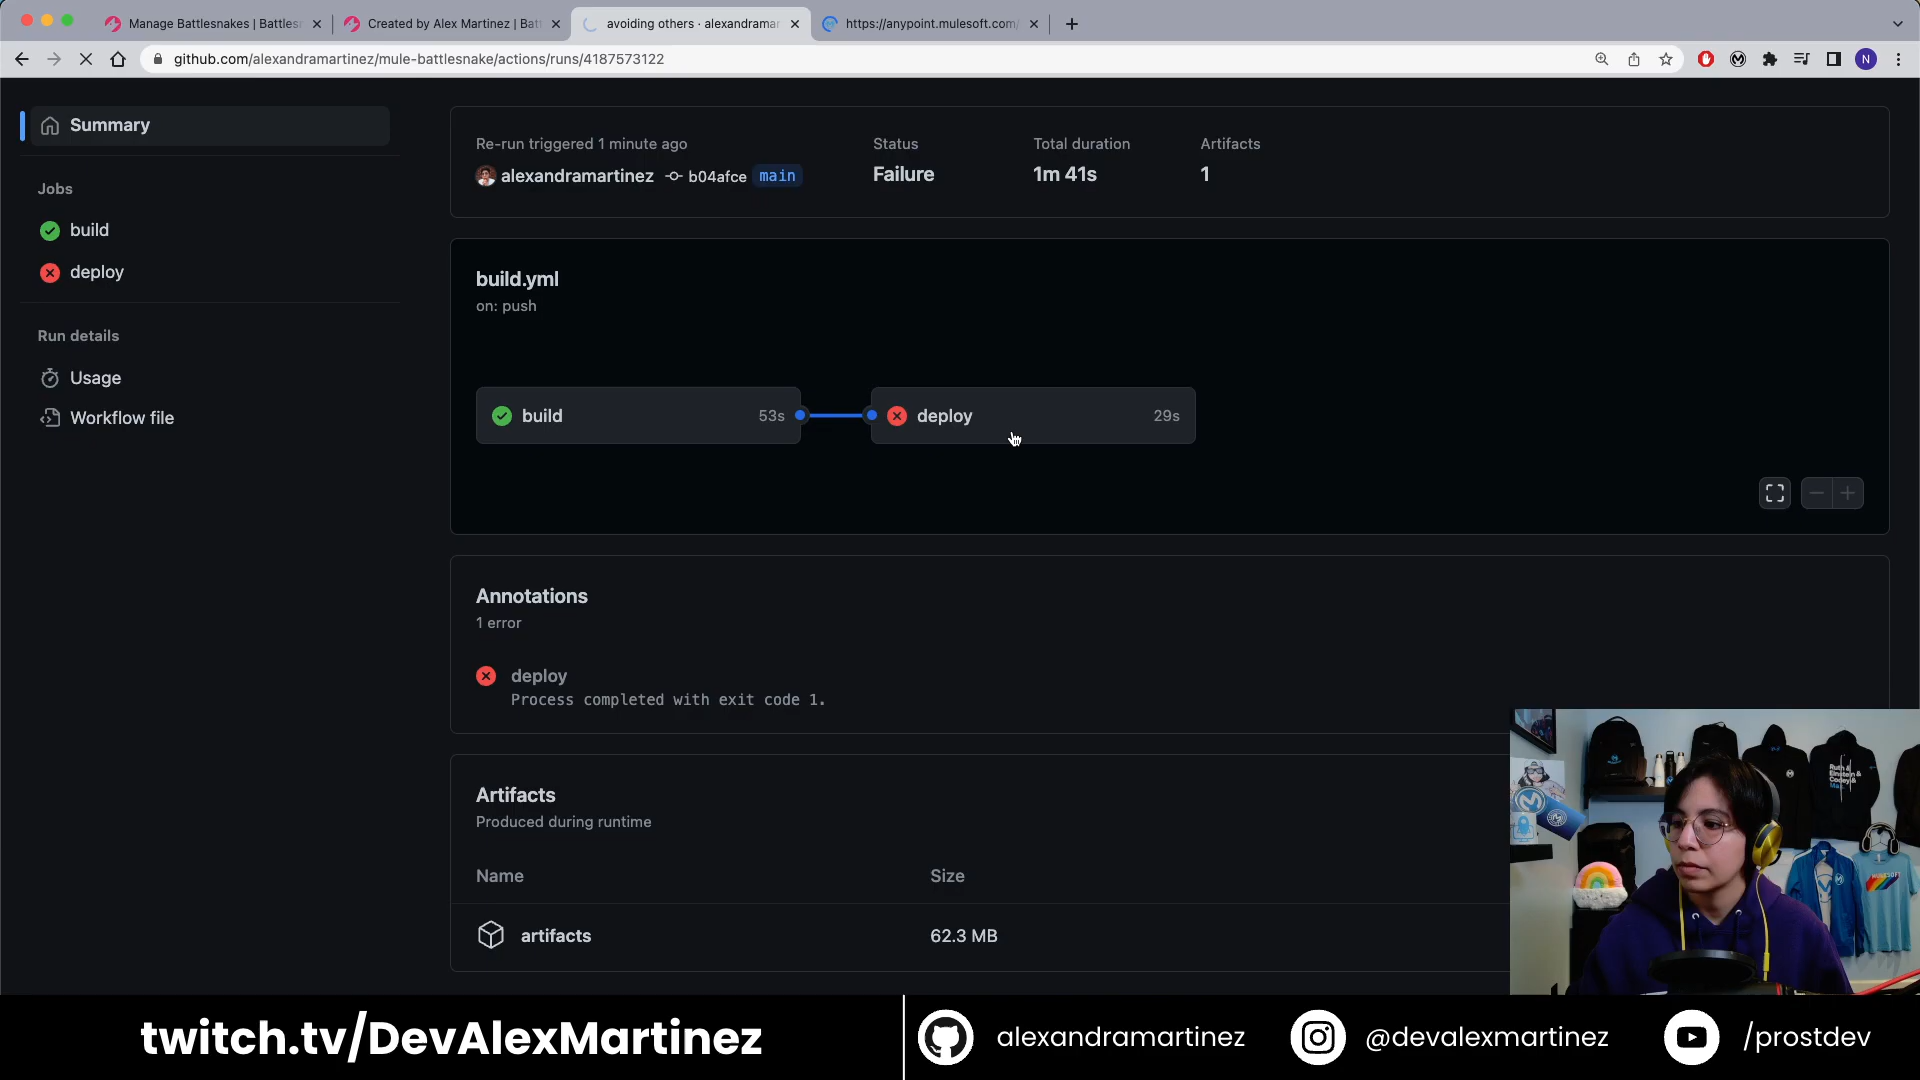 Manage Battlesnakes | Battlesn
Created by Alex Martinez | Batt
avoiding others · alexandramar
https://anypoint.mulesoft.com/
github.com/alexandramartinez/mule-battlesnake/actions/runs/4187573122
N
Summary
Jobs
build
deploy
Run details
Usage
Workflow file
Re-run triggered 1 minute ago
alexandramartinez b04afce main
Status
Failure
Total duration
1m 41s
Artifacts
1
build.yml
on: push
build 53s
deploy 29s
Annotations
1 error
deploy
Process completed with exit code 1.
Artifacts
Produced during runtime
Name Size
artifacts 62.3 MB
twitch.tv/DevAlexMartinez
alexandramartinez
@devalexmartinez
/prostdev